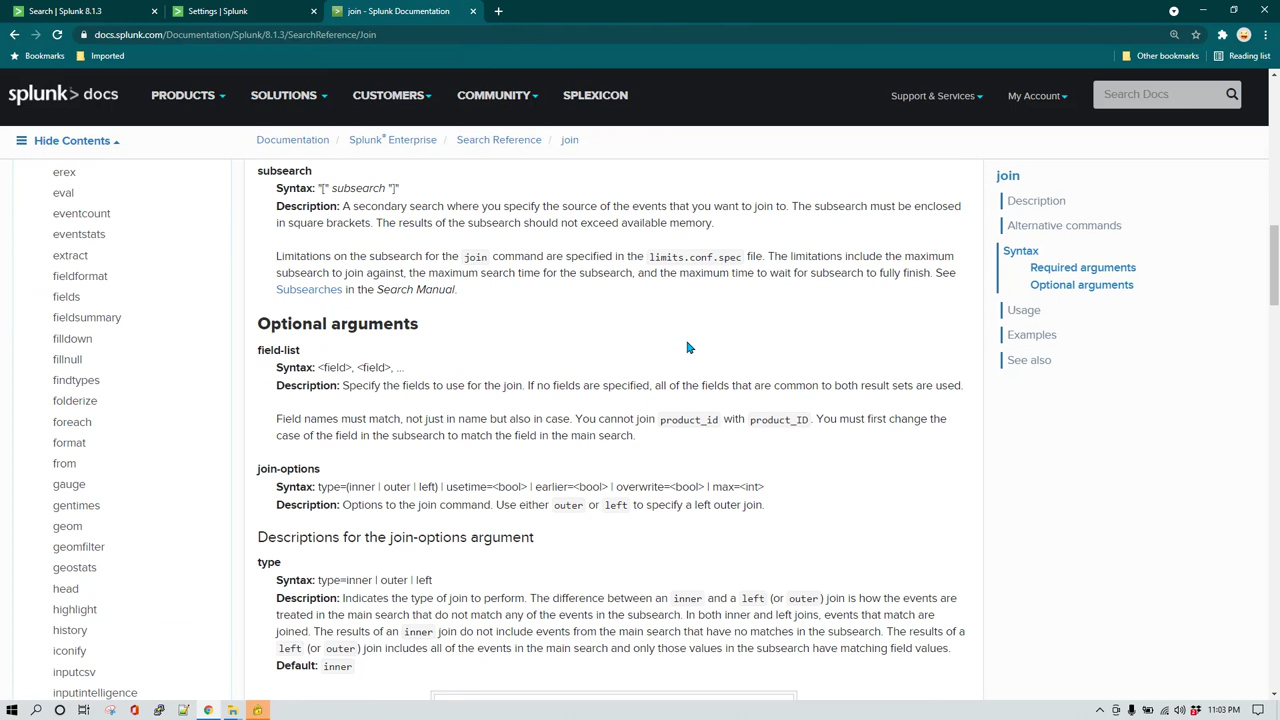 Search | Splunk 8.1.3
Settings | Splunk
join - Splunk Documentation
docs.splunk.com/Documentation/Splunk/8.1.3/SearchReference/Join
Bookmarks
Imported
Other bookmarks
Reading list
splunk> docs
PRODUCTS
SOLUTIONS
CUSTOMERS
COMMUNITY
SPLEXICON
Support & Services
My Account
Search Docs
Hide Contents
Documentation / Splunk® Enterprise / Search Reference / join
erex
eval
eventcount
eventstats
extract
fieldformat
fields
fieldsummary
filldown
fillnull
findtypes
folderize
foreach
format
from
gauge
gentimes
geom
geomfilter
geostats
head
highlight
history
iconify
inputcsv
inputintelligence
subsearch
Syntax: "[" subsearch "]"
Description: A secondary search where you specify the source of the events that you want to join to. The subsearch must be enclosed
in square brackets. The results of the subsearch should not exceed available memory.
Limitations on the subsearch for the join command are specified in the limits.conf.spec file. The limitations include the maximum
subsearch to join against, the maximum search time for the subsearch, and the maximum time to wait for subsearch to fully finish. See
Subsearches in the Search Manual.
Optional arguments
field-list
Syntax: <field>, <field>, ...
Description: Specify the fields to use for the join. If no fields are specified, all of the fields that are common to both result sets are used.
Field names must match, not just in name but also in case. You cannot join product_id with product_ID. You must first change the
case of the field in the subsearch to match the field in the main search.
join-options
Syntax: type=(inner | outer | left) | usetime=<bool> | earlier=<bool> | overwrite=<bool> | max=<int>
Description: Options to the join command. Use either outer or left to specify a left outer join.
Descriptions for the join-options argument
type
Syntax: type=inner | outer | left
Description: Indicates the type of join to perform. The difference between an inner and a left (or outer) join is how the events are
treated in the main search that do not match any of the events in the subsearch. In both inner and left joins, events that match are
joined. The results of an inner join do not include events from the main search that have no matches in the subsearch. The results of a
left (or outer) join includes all of the events in the main search and only those values in the subsearch have matching field values.
Default: inner
join
Description
Alternative commands
Syntax
Required arguments
Optional arguments
Usage
Examples
See also
11:03 PM